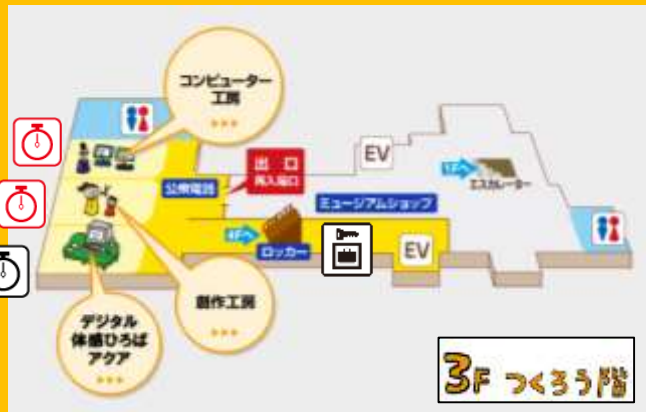 コンピューター
工房
出口
再入場口
EV
エスカレーター
公衆電話
ミュージアムショップ
4Fへ
ロッカー
EV
創作工房
デジタル
体感ひろば
アクア
3F つくろう階